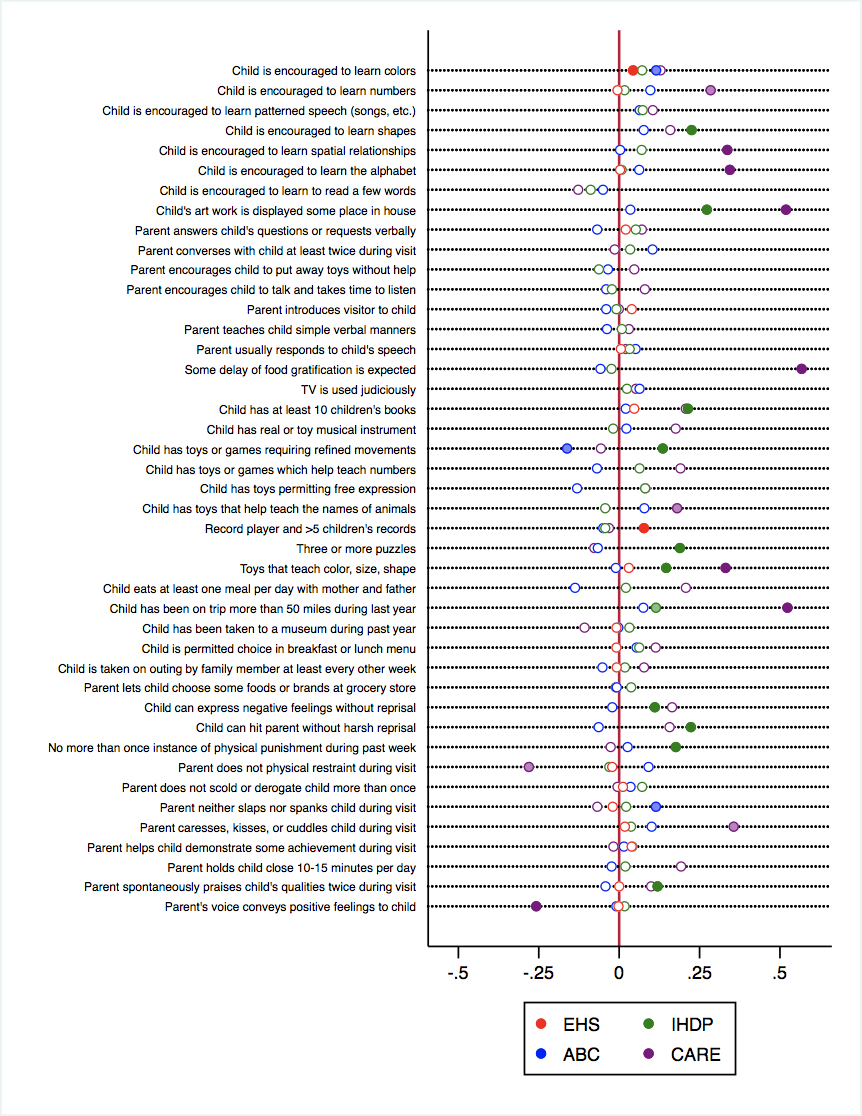 Child is encouraged to learn colors
Child is encouraged to learn numbers
Child is encouraged to learn patterned speech (songs, etc.)
Child is encouraged to learn shapes
Child is encouraged to learn spatial relationships
Child is encouraged to learn the alphabet
Child is encouraged to learn to read a few words
Child's art work is displayed some place in house
Parent answers child's questions or requests verbally
Parent converses with child at least twice during visit
Parent encourages child to put away toys without help
Parent encourages child to talk and takes time to listen
Parent introduces visitor to child
Parent teaches child simple verbal manners
Parent usually responds to child's speech
Some delay of food gratification is expected
TV is used judiciously
Child has at least 10 children's books
Child has real or toy musical instrument
Child has toys or games requiring refined movements
Child has toys or games which help teach numbers
Child has toys permitting free expression
Child has toys that help teach the names of animals
Record player and >5 children's records
Three or more puzzles
Toys that teach color, size, shape
Child eats at least one meal per day with mother and father
Child has been on trip more than 50 miles during last year
Child has been taken to a museum during past year
Child is permitted choice in breakfast or lunch menu
Child is taken on outing by family member at least every other week
Parent lets child choose some foods or brands at grocery store
Child can express negative feelings without reprisal
Child can hit parent without harsh reprisal
No more than once instance of physical punishment during past week
Parent does not physical restraint during visit
Parent does not scold or derogate child more than once
Parent neither slaps nor spanks child during visit
Parent caresses, kisses, or cuddles child during visit
Parent helps child demonstrate some achievement during visit
Parent holds child close 10-15 minutes per day
Parent spontaneously praises child's qualities twice during visit
Parent's voice conveys positive feelings to child
-.5 -.25 0 .25 .5
EHS IHDP
ABC CARE